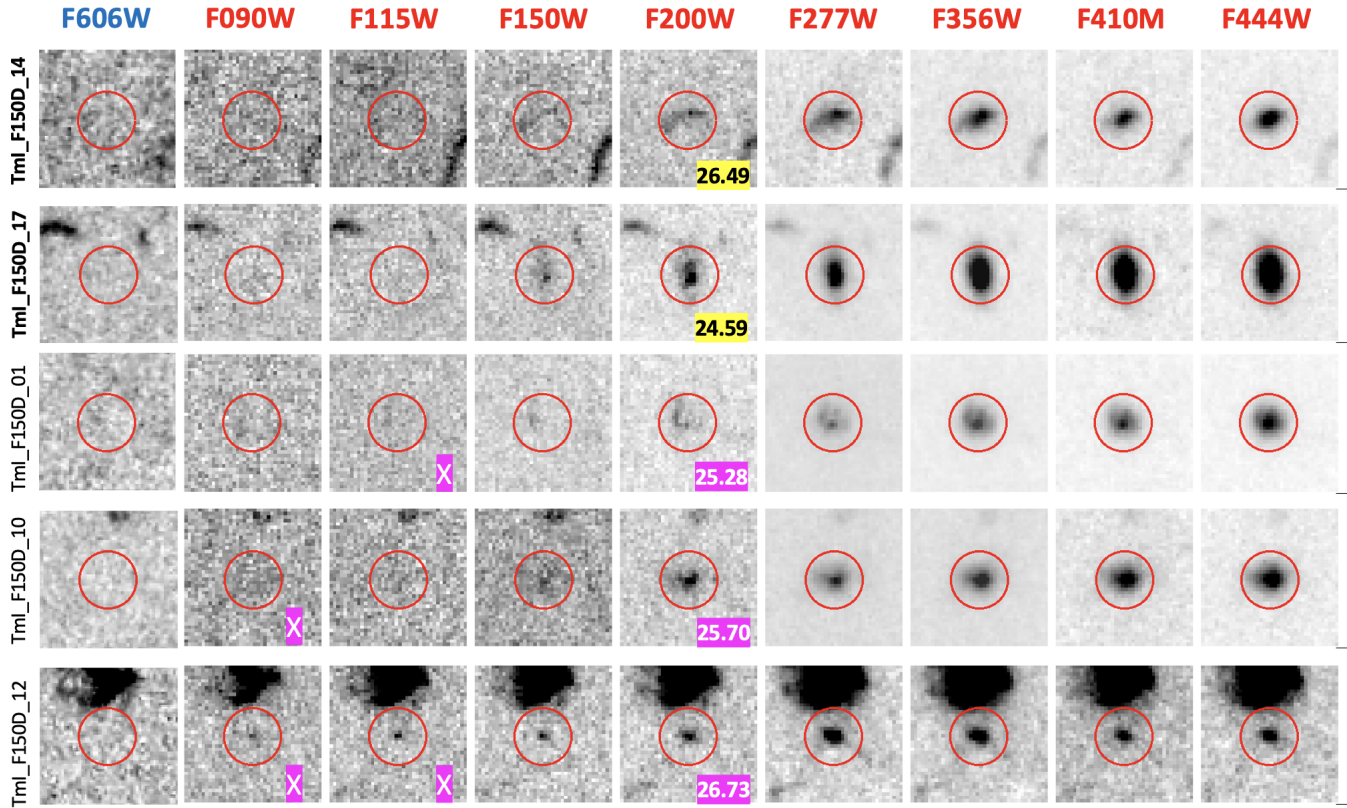 F606W F090W F115W F150W F200W F277W F356W F410M F444W
Tml_F150D_14
26.49
Tml_F150D_17
24.59
Tml_F150D_01
X
25.28
Tml_F150D_10
X
25.70
Tml_F150D_12
X
X
26.73